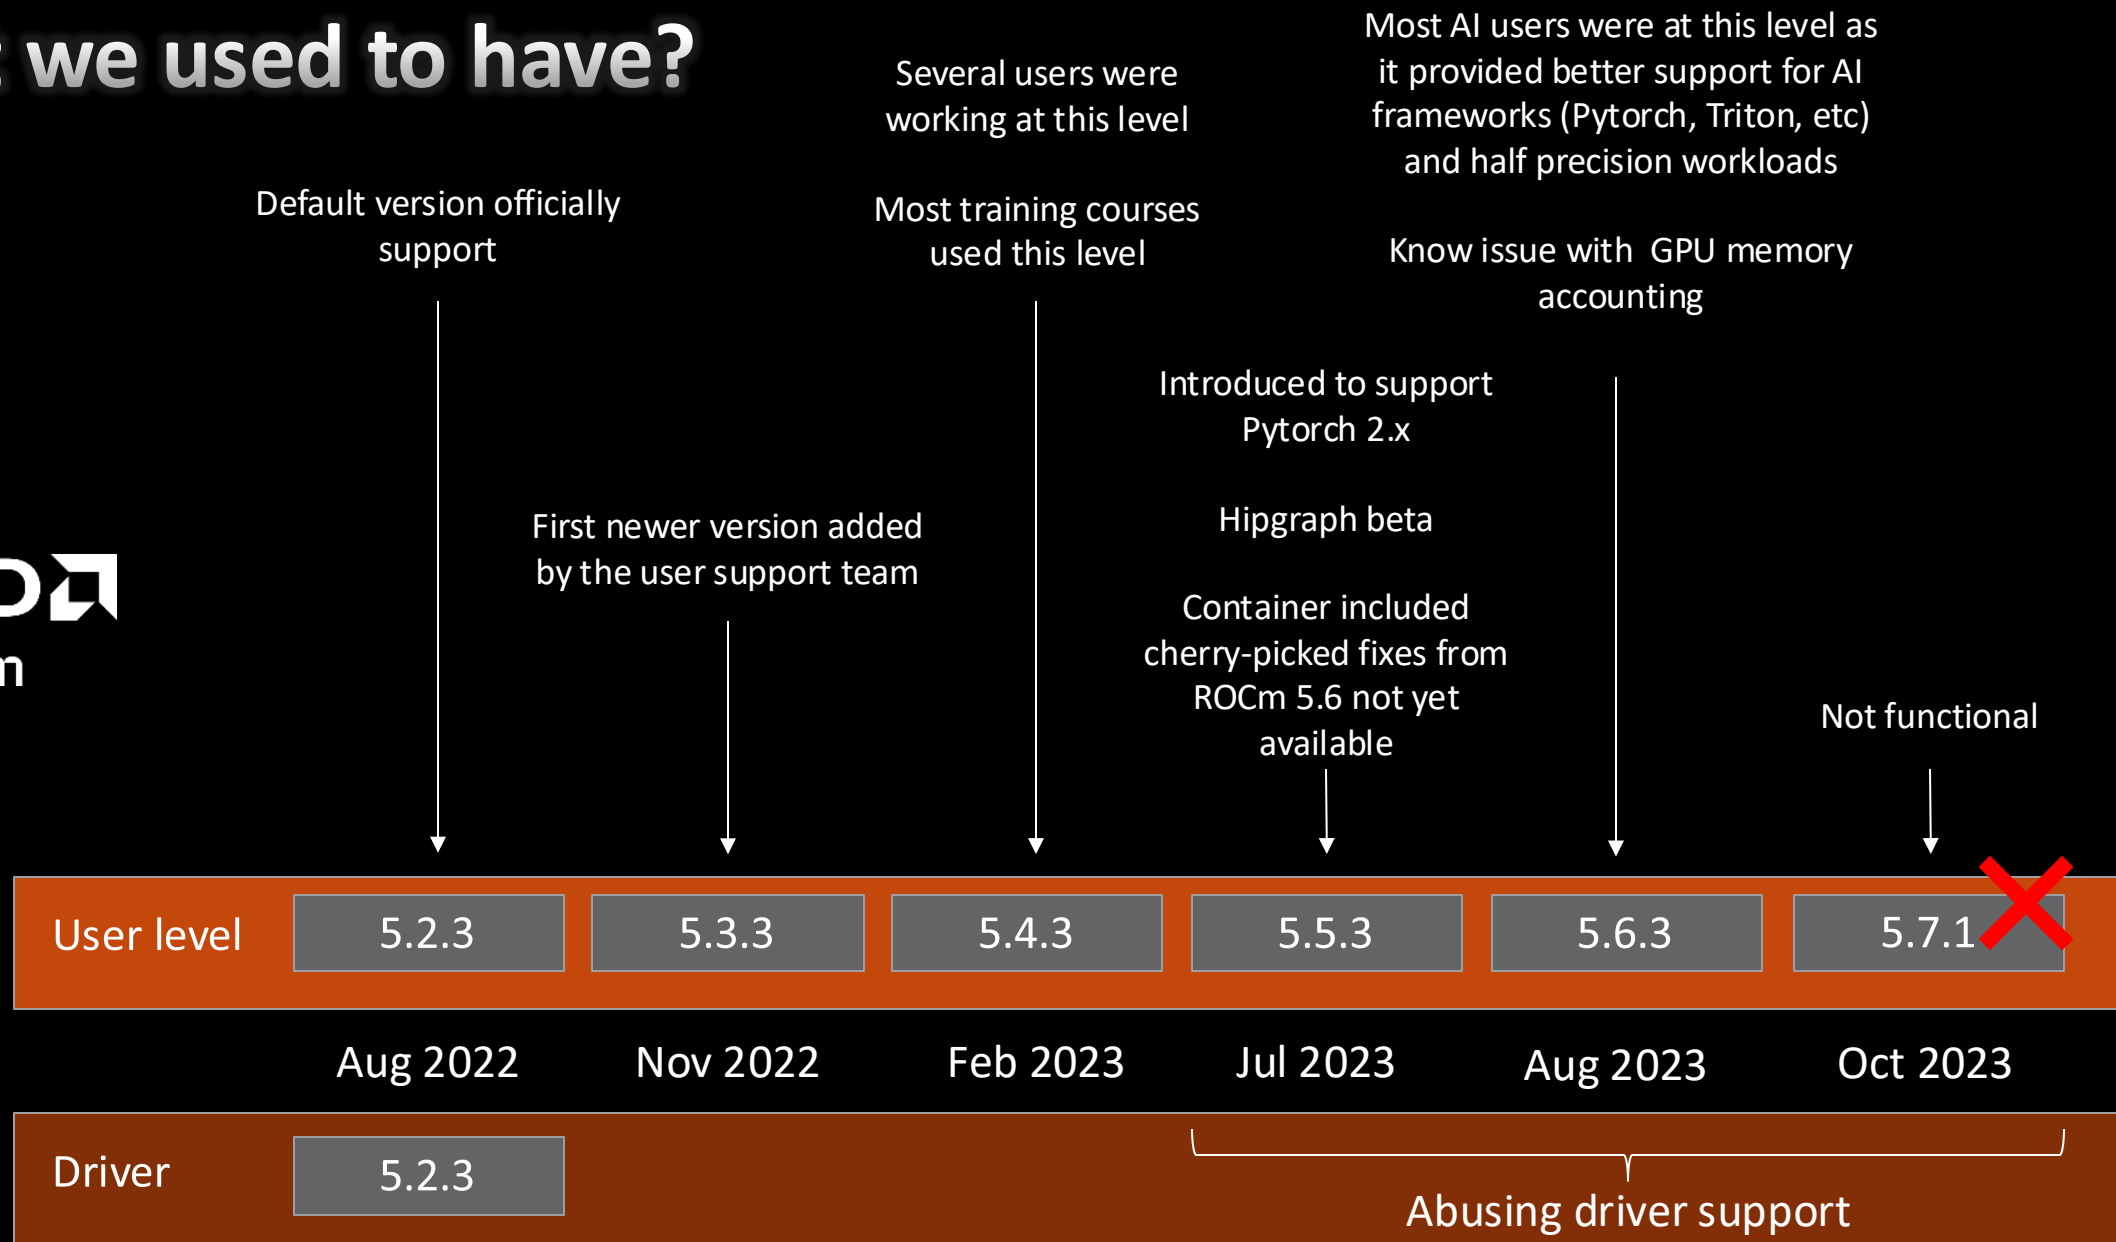 we used to have?
Several users were
working at this level
Most training courses
used this level
Most AI users were at this level as
it provided better support for AI
frameworks (Pytorch, Triton, etc)
and half precision workloads
Know issue with GPU memory
accounting
Default version officially
support
Introduced to support
Pytorch 2.x
Hipgraph beta
Container included
cherry-picked fixes from
ROCm 5.6 not yet
available
First newer version added
by the user support team
Not functional
User level
5.2.3
5.3.3
5.4.3
5.5.3
5.6.3
5.7.1
Aug 2022
Nov 2022
Feb 2023
Jul 2023
Aug 2023
Oct 2023
Driver
5.2.3
Abusing driver support